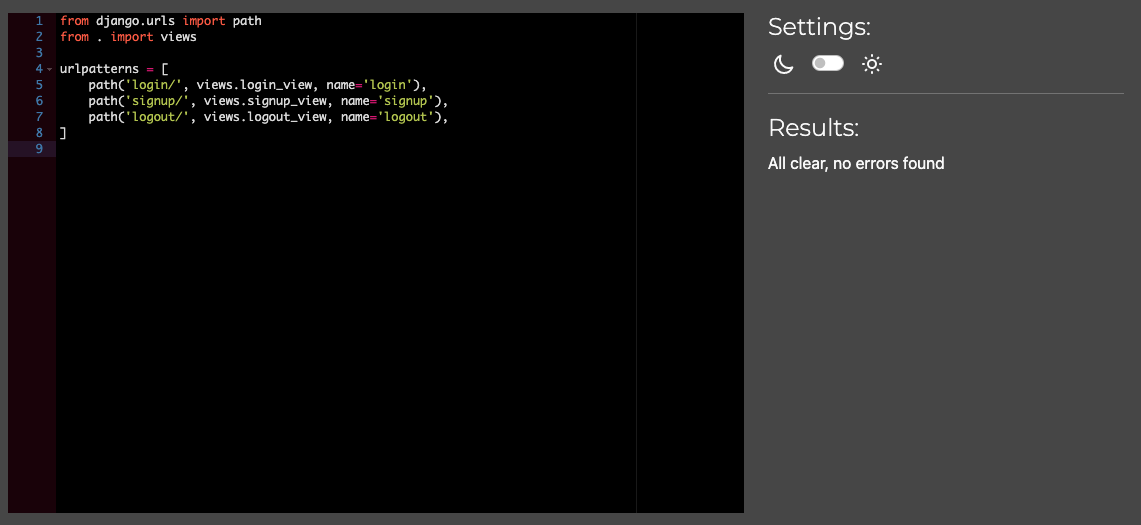 1 from django.urls import path
2 from . import views
3
4 urlpatterns = [
5     path('login/', views.login_view, name='login'),
6     path('signup/', views.signup_view, name='signup'),
7     path('logout/', views.logout_view, name='logout'),
8 ]
9
Settings:
Results:
All clear, no errors found